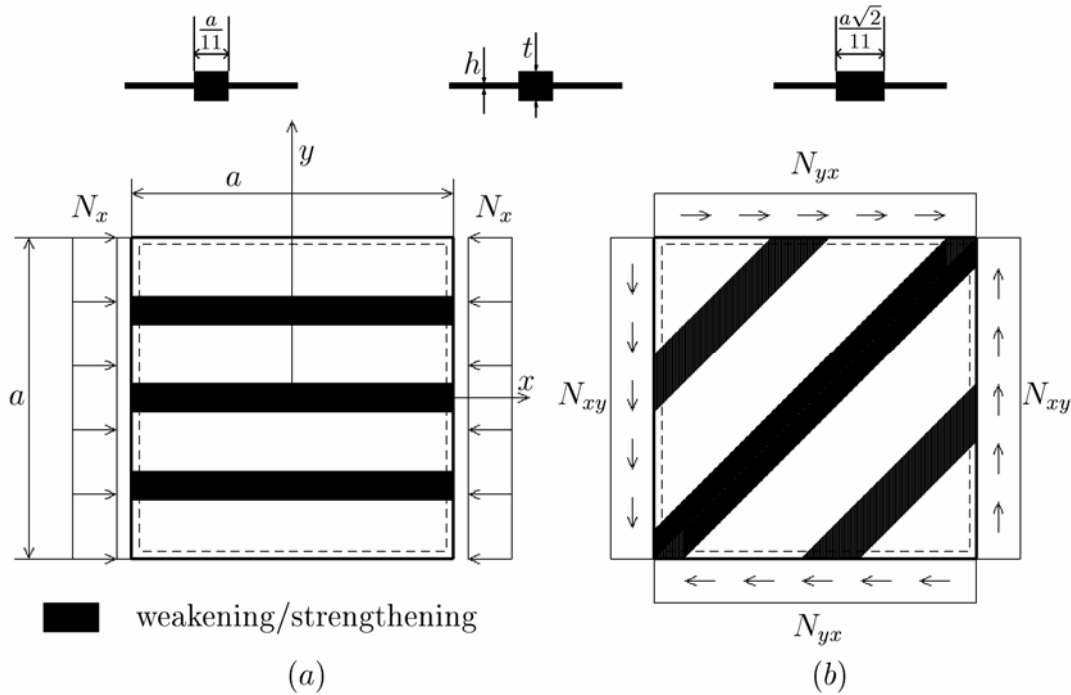 a/11 h t a√2/11
y N_yx
a
N_x N_x
a x N_xy N_xy
weakening/strengthening N_yx
(a) (b)